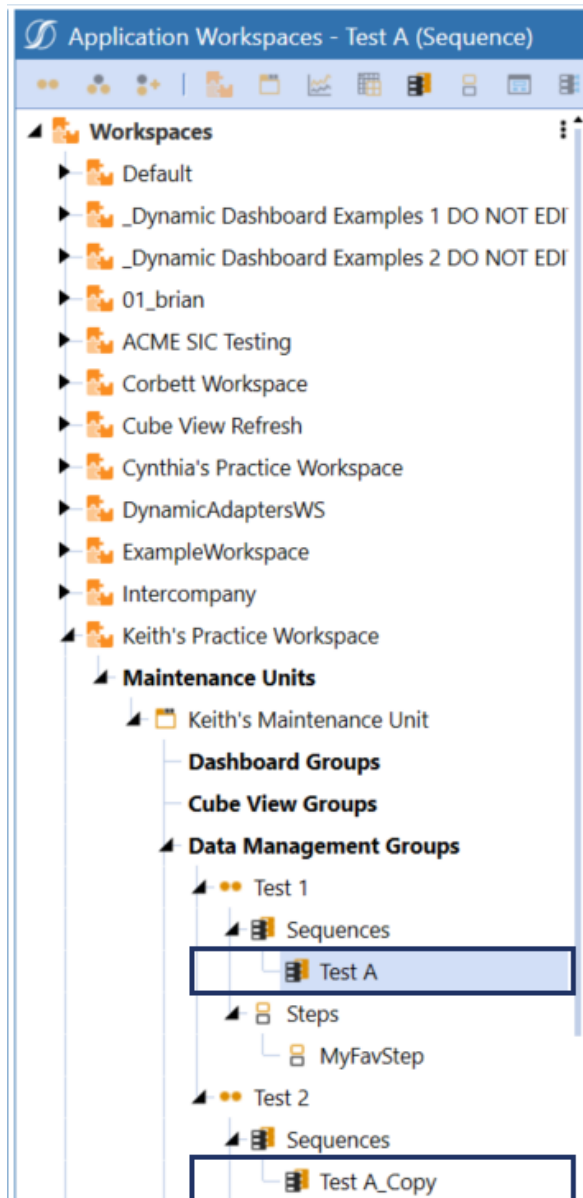 Application Workspaces - Test A (Sequence)
Workspaces
Default
_Dynamic Dashboard Examples 1 DO NOT EDI
_Dynamic Dashboard Examples 2 DO NOT EDI
01_brian
ACME SIC Testing
Corbett Workspace
Cube View Refresh
Cynthia's Practice Workspace
DynamicAdaptersWS
ExampleWorkspace
Intercompany
Keith's Practice Workspace
Maintenance Units
Keith's Maintenance Unit
Dashboard Groups
Cube View Groups
Data Management Groups
Test 1
Sequences
Test A
Steps
MyFavStep
Test 2
Sequences
Test A_Copy